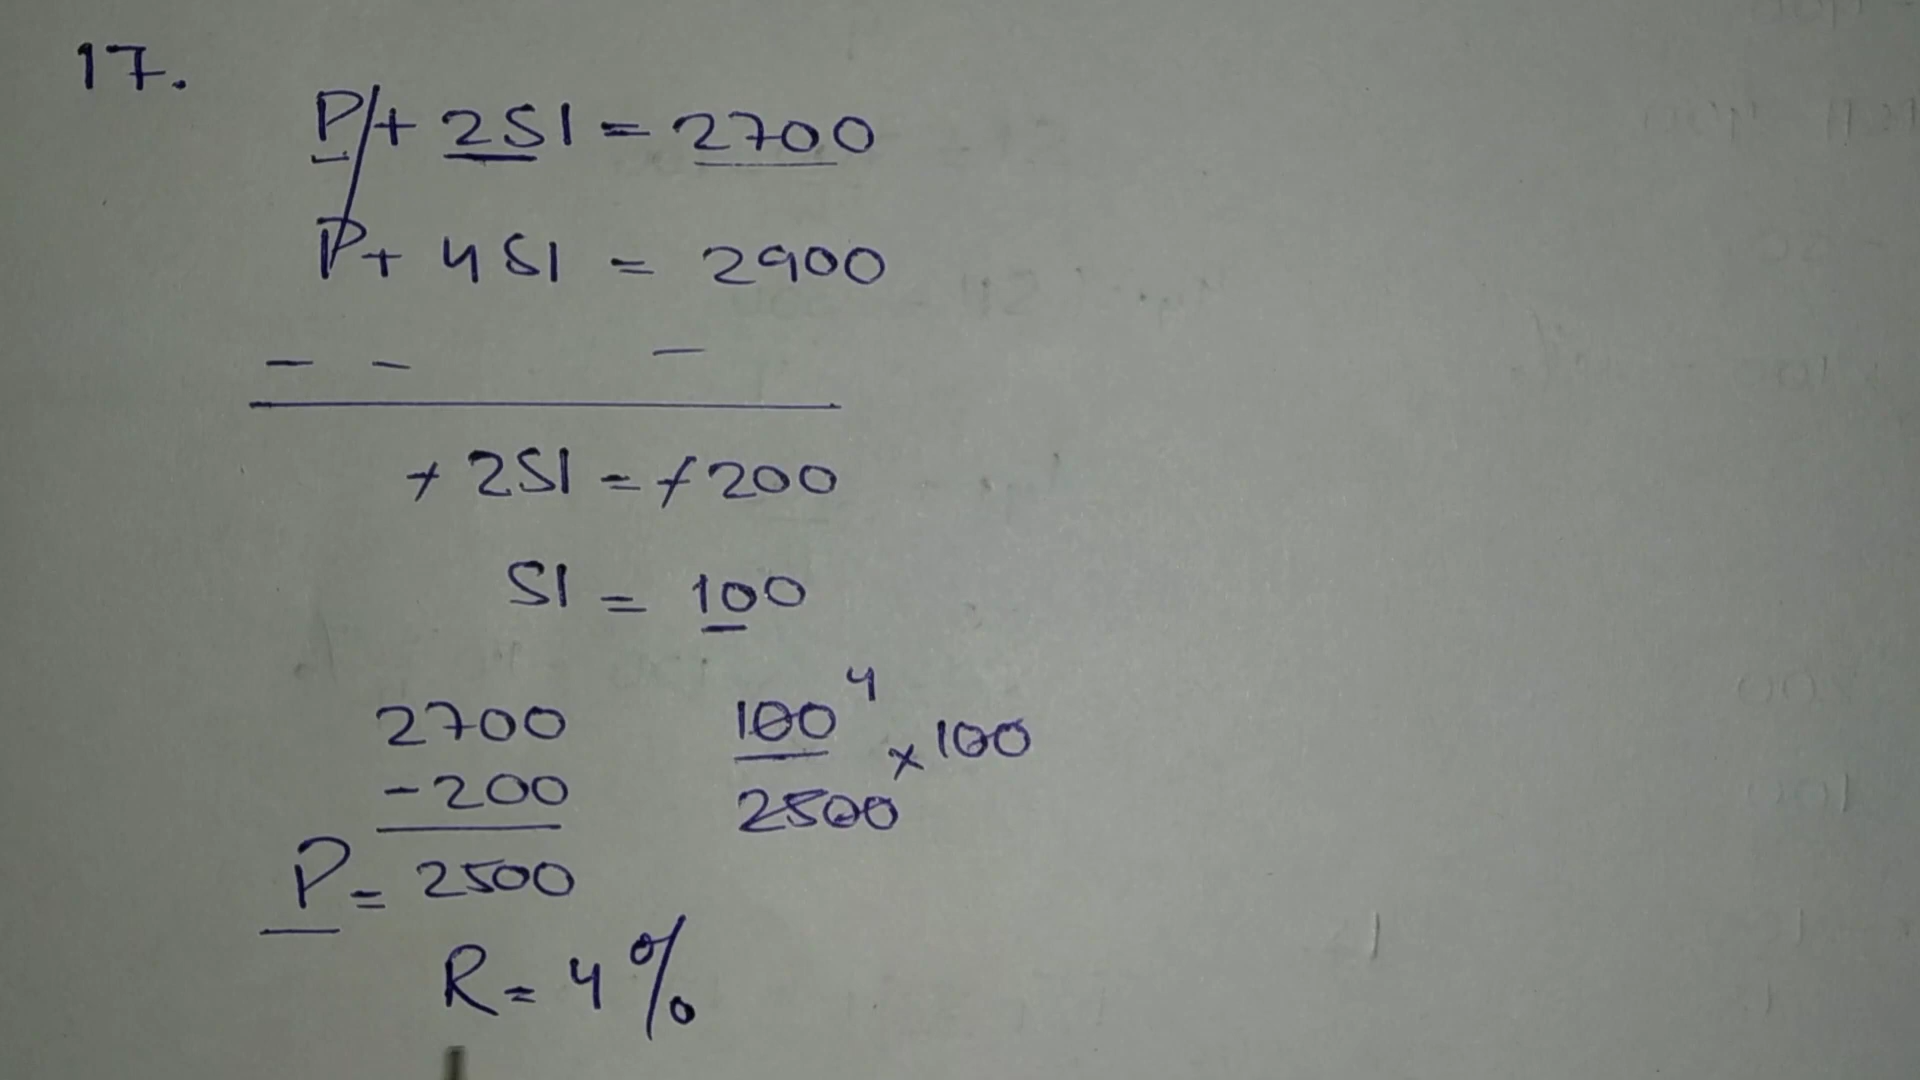 17.
P + 2SI = 2700
P + 4SI = 2900
- - -
+ 2SI = + 200
SI = 100
2700
- 200
P = 2500
100 4 × 100
2500
R = 4%